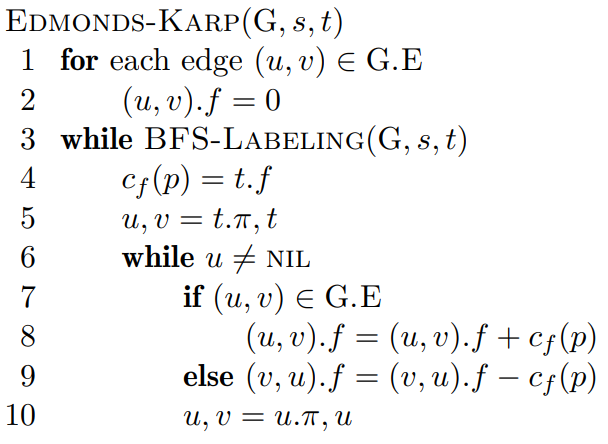 EDMONDS-KARP(G, s, t)
1 for each edge (u, v) ∈ G.E
2 (u, v).f = 0
3 while BFS-LABELING(G, s, t)
4 c_f(p) = t.f
5 u, v = t.π, t
6 while u ≠ NIL
7 if (u, v) ∈ G.E
8 (u, v).f = (u, v).f + c_f(p)
9 else (v, u).f = (v, u).f − c_f(p)
10 u, v = u.π, u